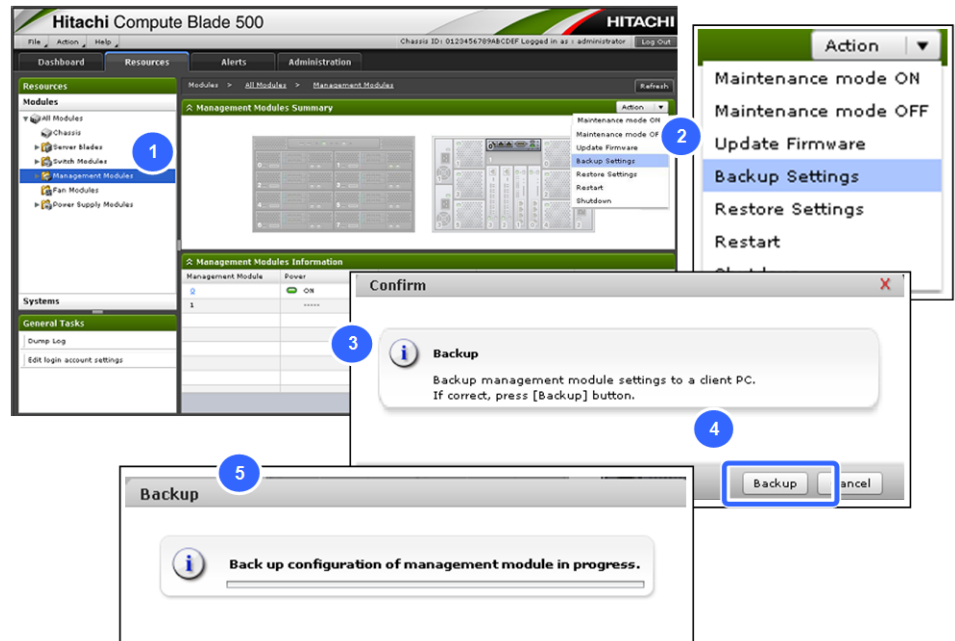 Hitachi Compute Blade 500
HITACHI
File Action Help
Chassis ID: 0123456789ABCDEF Logged in as : administrator Log Out
Dashboard Resources Alerts Administration
Resources
Modules
All Modules
Chassis
Server Blades
Switch Modules
Management Modules
Fan Modules
Power Supply Modules
Systems
General Tasks
Dump Log
Edit login account settings
1
Modules > All Modules > Management Modules
Refresh
Management Modules Summary
Action
Maintenance mode ON
Maintenance mode OF
Update Firmware
Backup Settings
Restore Settings
Restart
Shutdown
2
Management Modules Information
Management Module Power
0 ON
1 -----
Action
Maintenance mode ON
Maintenance mode OFF
Update Firmware
Backup Settings
Restore Settings
Restart
3
Confirm X
Backup
Backup management module settings to a client PC.
If correct, press [Backup] button.
4
Backup ancel
5
Backup
Back up configuration of management module in progress.